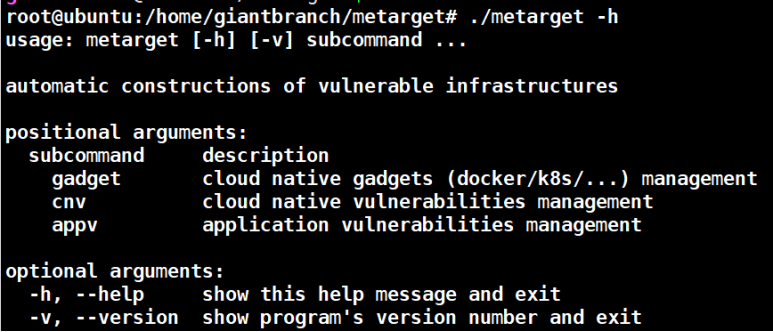 root@ubuntu:/home/giantbranch/metarget# ./metarget -h
usage: metarget [-h] [-v] subcommand ...
automatic constructions of vulnerable infrastructures
positional arguments:
subcommand description
gadget cloud native gadgets (docker/k8s/...) management
cnv cloud native vulnerabilities management
appv application vulnerabilities management
optional arguments:
-h, --help show this help message and exit
-v, --version show program's version number and exit